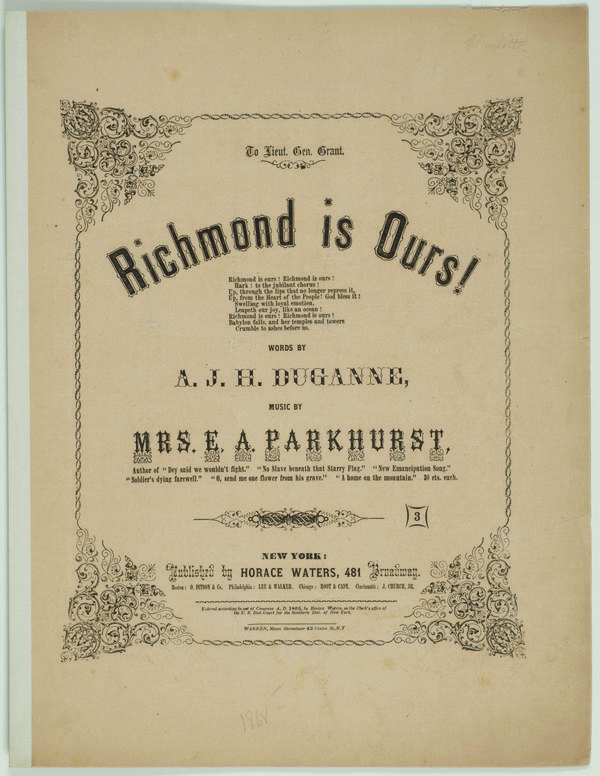 To Lieut. Gen. Grant.
Richmond is Ours!
Richmond is ours! Richmond is ours!
Hark! to the jubilant chorus!
Up, through the lips that no longer repress it,
Up, from the Heart of the People! God bless it!
Swelling with loyal emotion,
Leapeth our joy, like an ocean!
Richmond is ours! Richmond is ours!
Babylon falls, and her temples and towers
Crumble to ashes before us.
WORDS BY
A. J. H. DUGANNE,
MUSIC BY
MRS. E. A. PARKHURST,
Author of "Dey said we wouldn't fight." "No Slave beneath that Starry Flag." "New Emancipation Song."
"Soldier's dying farewell." "O, send me one flower from his grave." "A home on the mountain." 30 cts. each.
3
NEW YORK:
Published by HORACE WATERS, 481 Broadway.
Boston: O. DITSON & Co. Philadelphia: LEE & WALKER. Chicago: ROOT & CADY. Cincinnati: J. CHURCH, JR.
Entered according to act of Congress A. D. 1865, by Horace Waters, in the Clerk's office of
the U. S. Dist. Court for the Southern Dist. of New York.
WARREN, Music Stereotyper 43 Centre St. N.Y